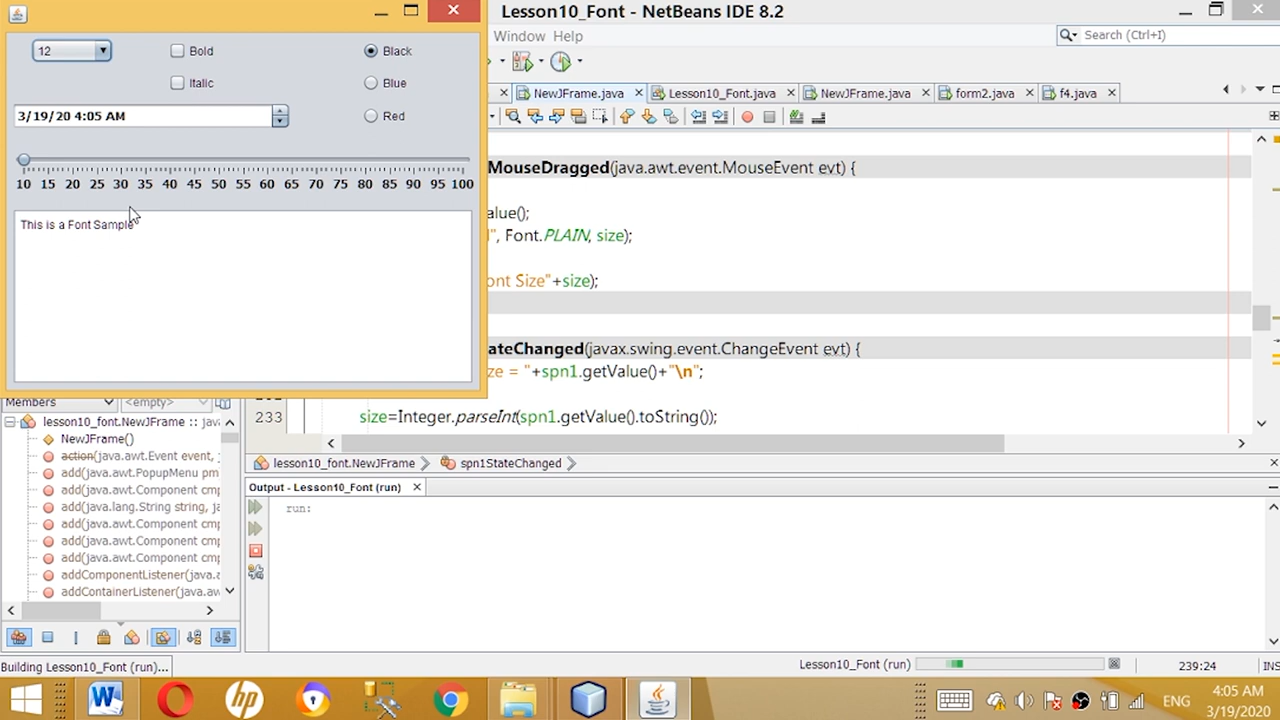 Lesson10_Font - NetBeans IDE 8.2
Window Help
Search (Ctrl+I)
12
Bold
Black
Italic
Blue
3/19/20 4:05 AM
Red
10 15 20 25 30 35 40 45 50 55 60 65 70 75 80 85 90 95 100
This is a Font Sample
NewJFrame.java
Lesson10_Font.java
NewJFrame.java
form2.java
f4.java
MouseDragged(java.awt.event.MouseEvent evt) {
alue();
", Font.PLAIN, size);
ont Size"+size);
ateChanged(javax.swing.event.ChangeEvent evt) {
ze = "+spn1.getValue()+"\n";
233 size=Integer.parseInt(spn1.getValue().toString());
Members
<empty>
lesson10_font.NewJFrame :: java
NewJFrame()
action(java.awt.Event event,
add(java.awt.PopupMenu pm
add(java.awt.Component cmp
add(java.lang.String string, ja
add(java.awt.Component cmp
add(java.awt.Component cmp
add(java.awt.Component cmp
addComponentListener(java.a
addContainerListener(java.aw
lesson10_font.NewJFrame
spn1StateChanged
Output - Lesson10_Font (run)
run:
Building Lesson10_Font (run)...
Lesson10_Font (run)
239:24
INS
ENG
4:05 AM
3/19/2020